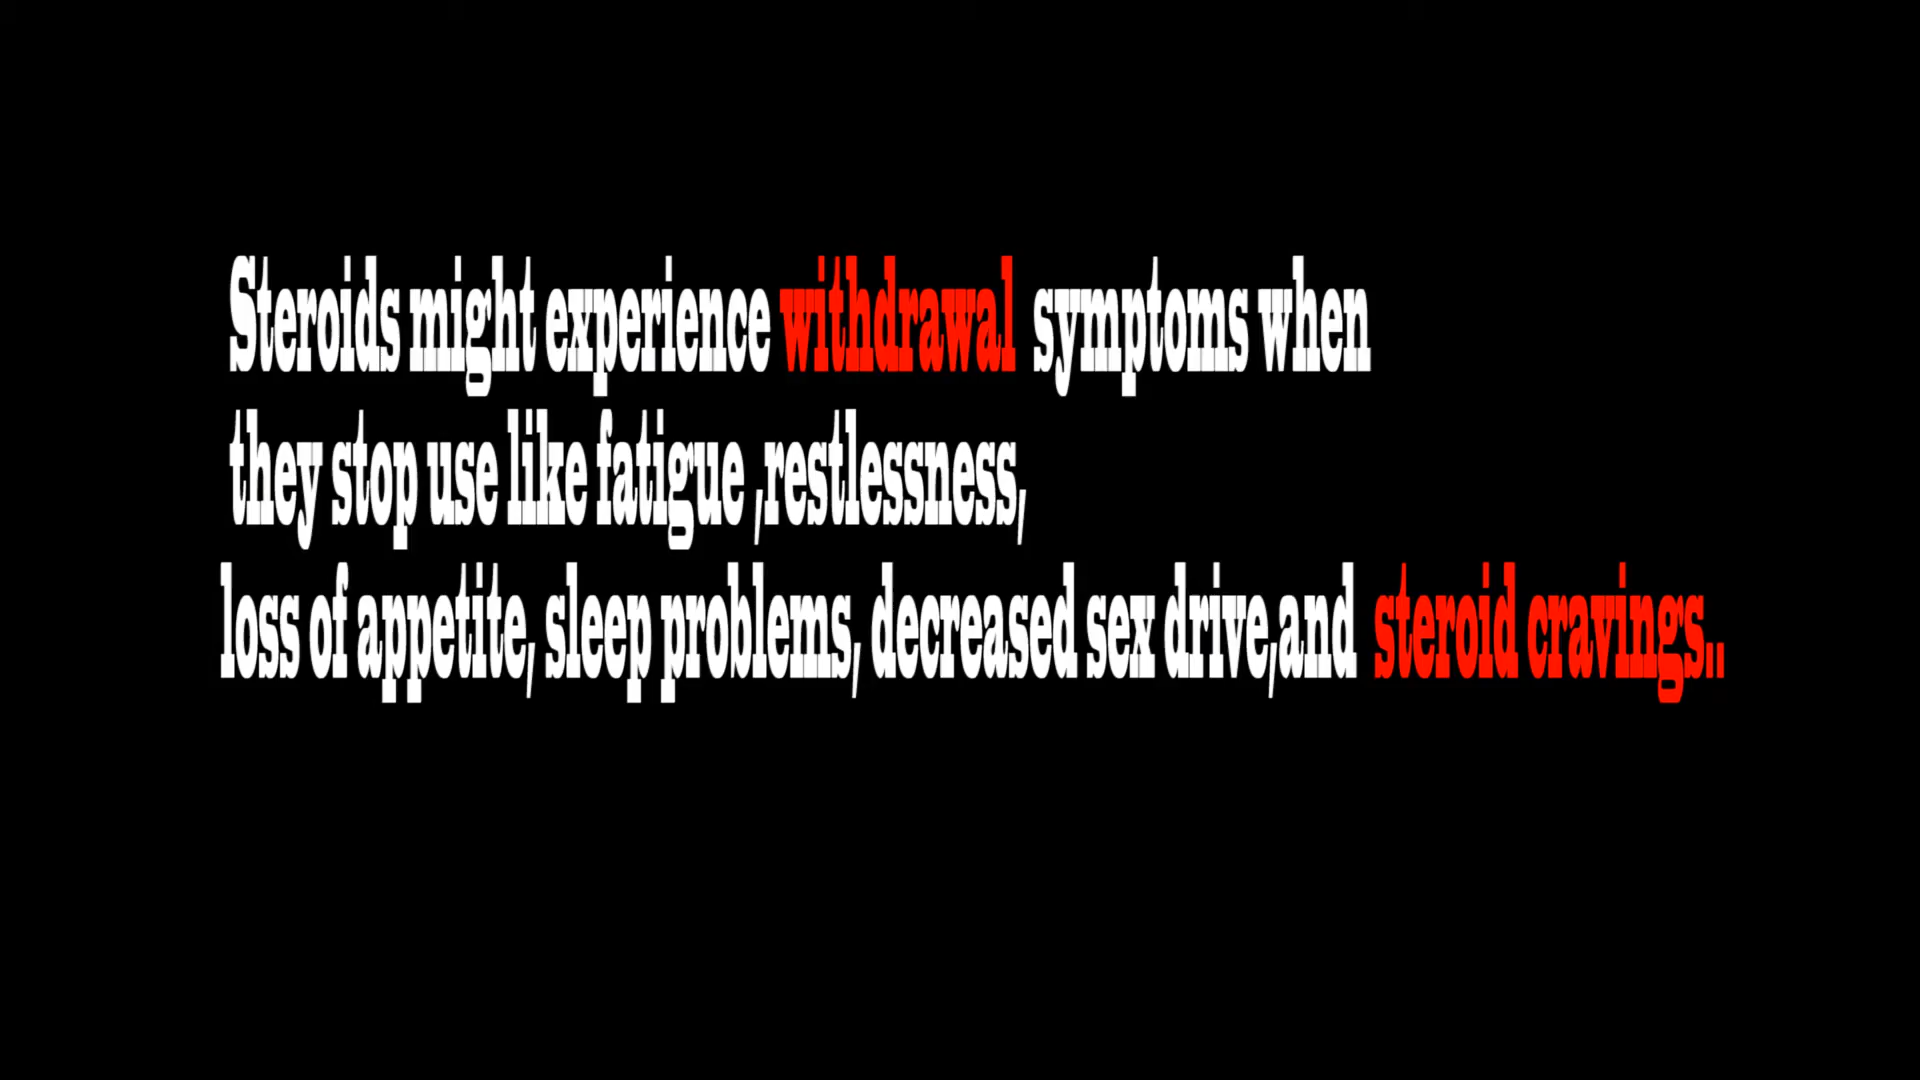 Steroids might experience withdrawal symptoms when
they stop use like fatigue ,restlessness,
loss of appetite, sleep problems, decreased sex drive,and steroid cravings..